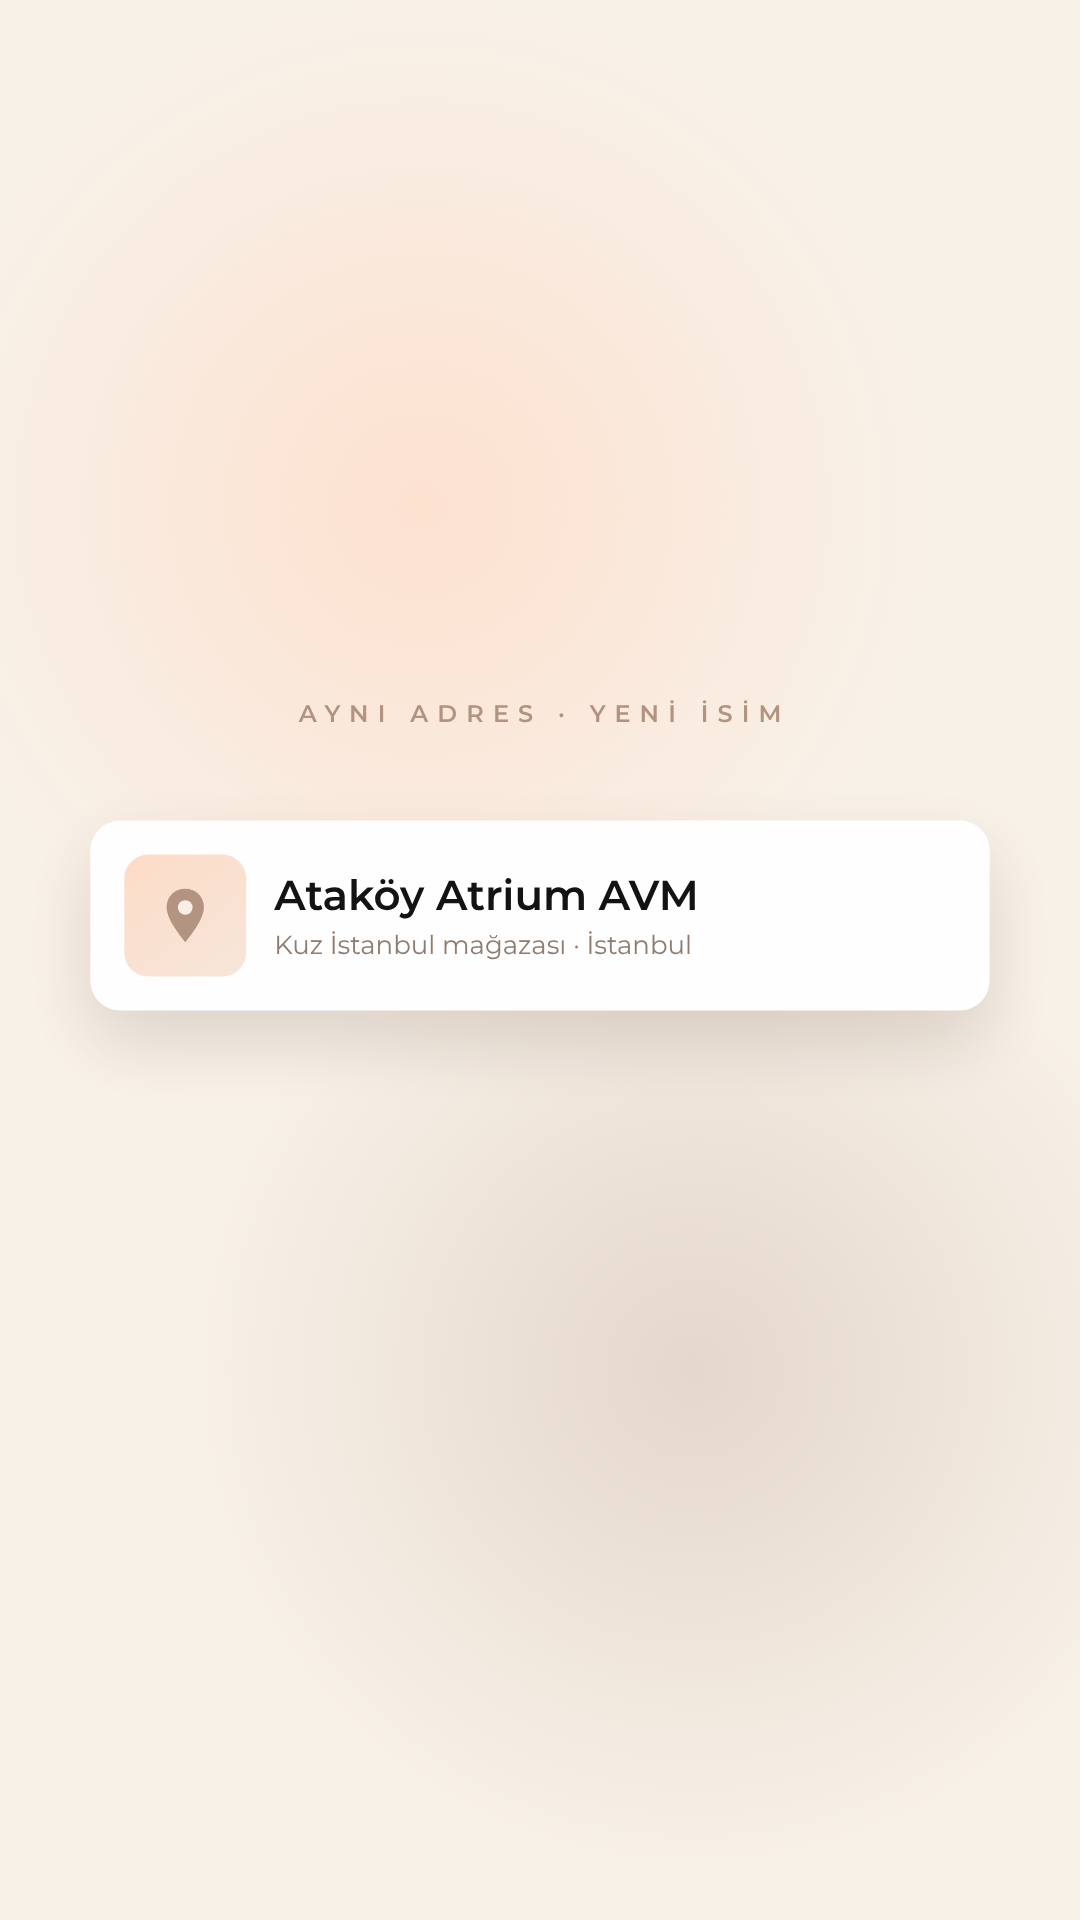 AYNI ADRES · YENİ İSİM
Ataköy Atrium AVM
Kuz İstanbul mağazası · İstanbul